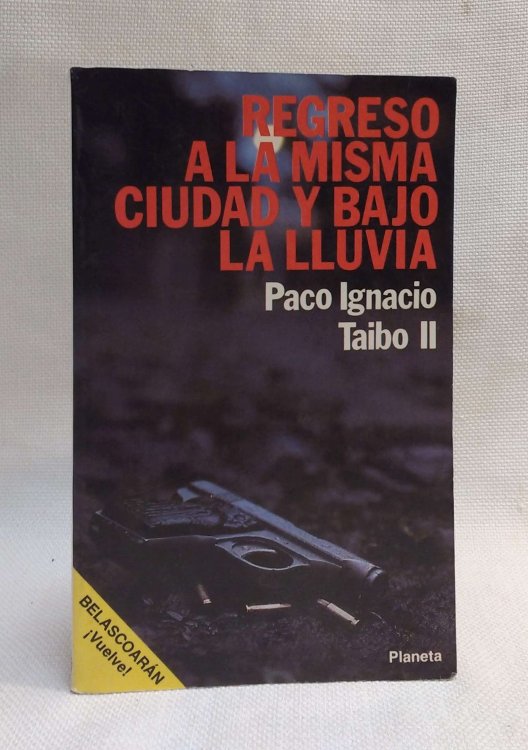 REGRESO
A LA MISMA
CIUDAD Y BAJO
LA LLUVIA
Paco Ignacio
Taibo II
BELASCOARÁN
¡Vuelve!
Planeta